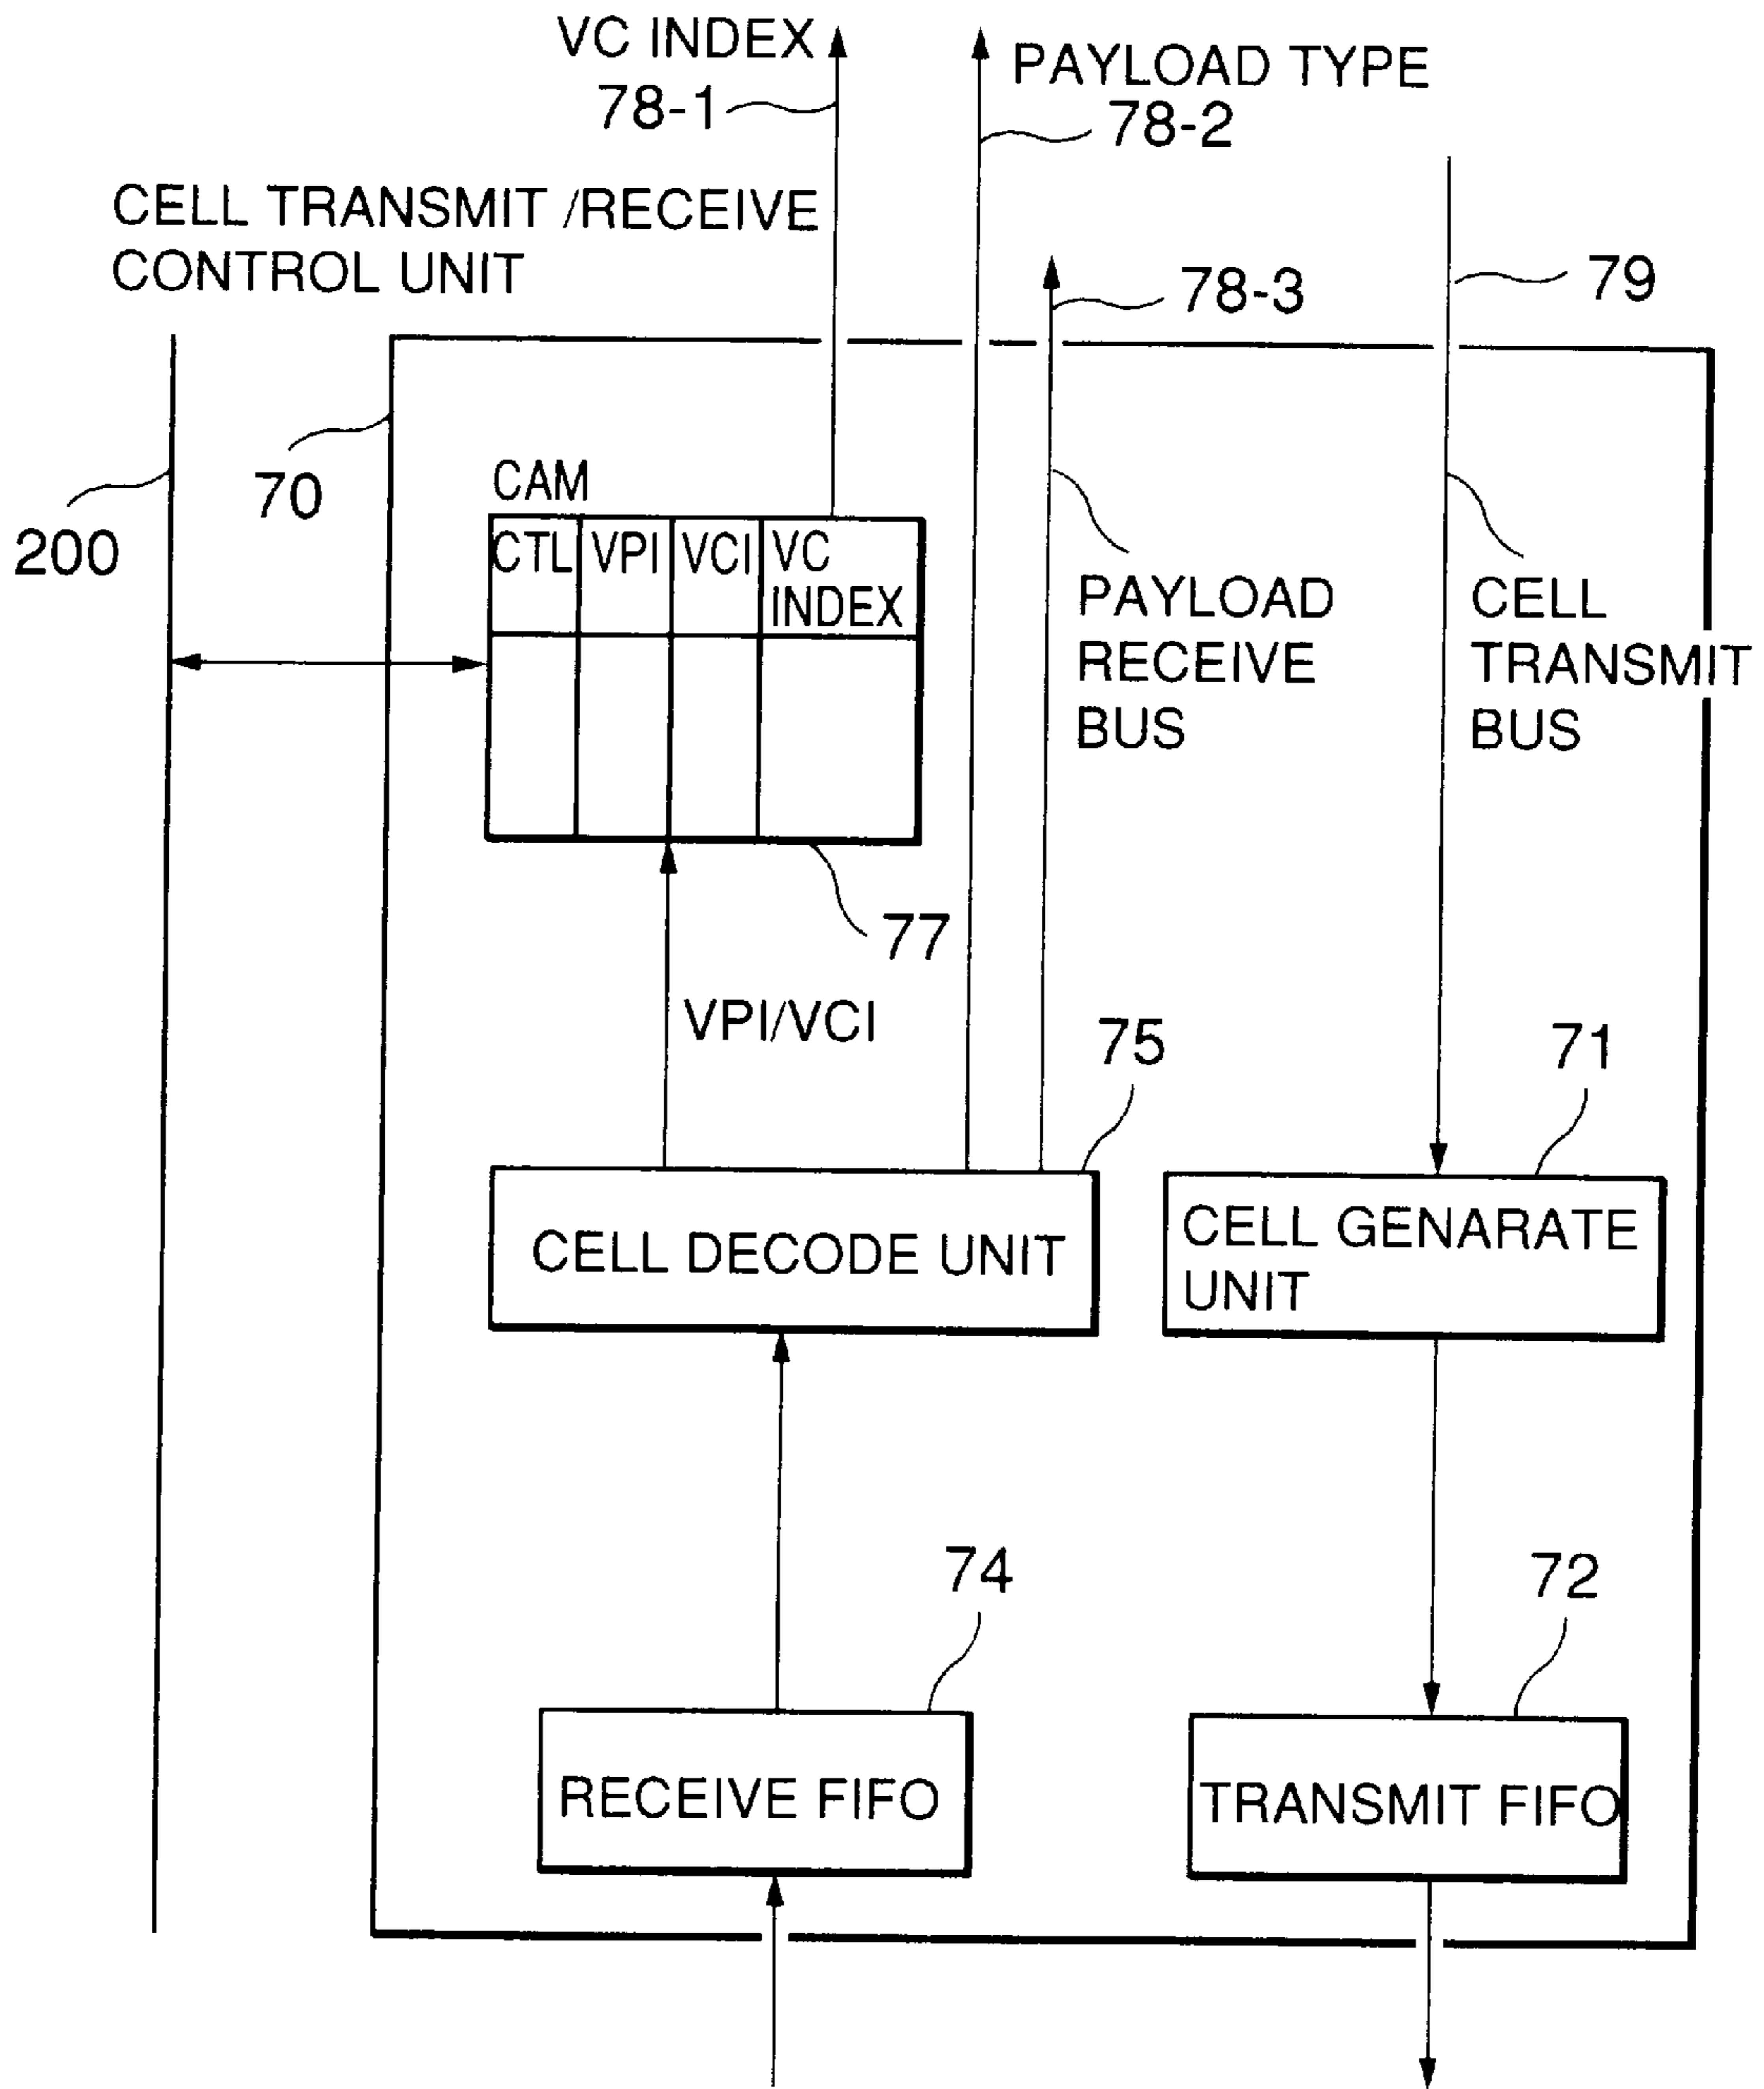 VC INDEX
78-1
PAYLOAD TYPE
78-2
CELL TRANSMIT /RECEIVE
CONTROL UNIT
78-3
79
70
200
CAM
CTL VPI VCI VC
INDEX
PAYLOAD
RECEIVE
BUS
CELL
TRANSMIT
BUS
77
VPI/VCI
75
71
CELL DECODE UNIT
CELL GENARATE
UNIT
74
72
RECEIVE FIFO
TRANSMIT FIFO